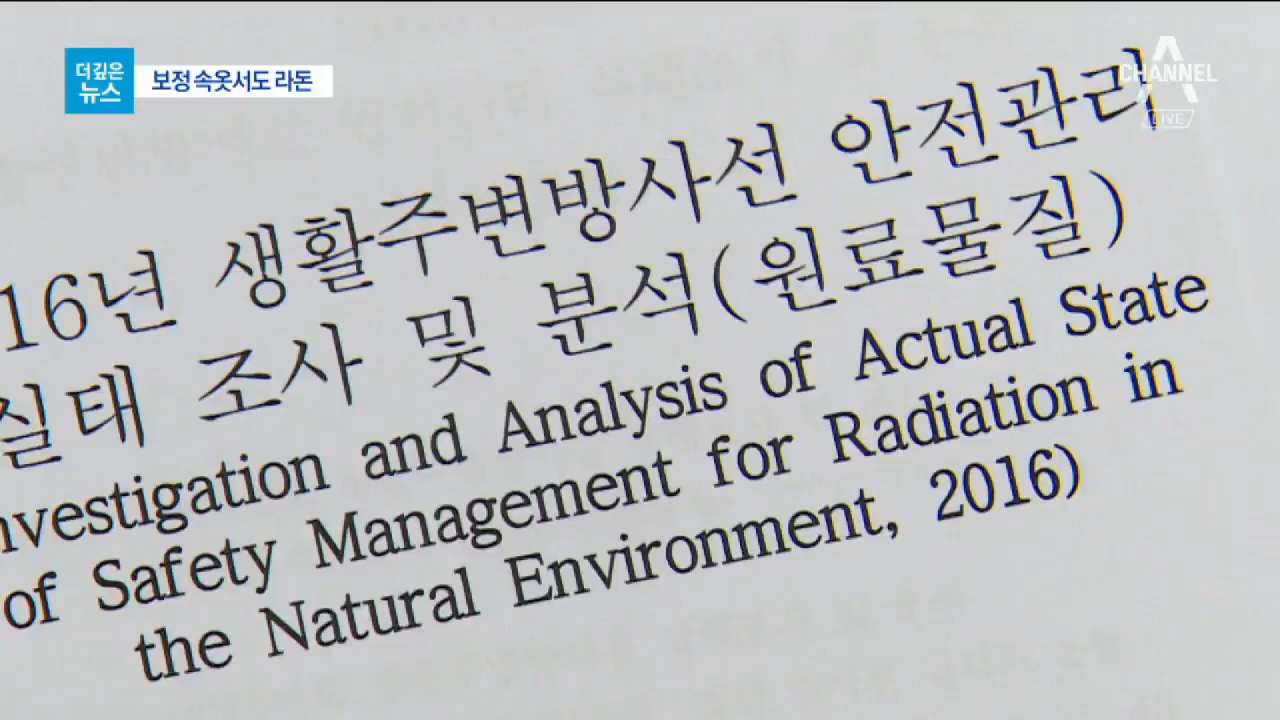 더깊은
뉴스
보정 속옷서도 라돈
CHANNEL
LIVE
16년 생활주변방사선 안전관리
실태 조사 및 분석(원료물질)
nvestigation and Analysis of Actual State
of Safety Management for Radiation in
the Natural Environment, 2016)